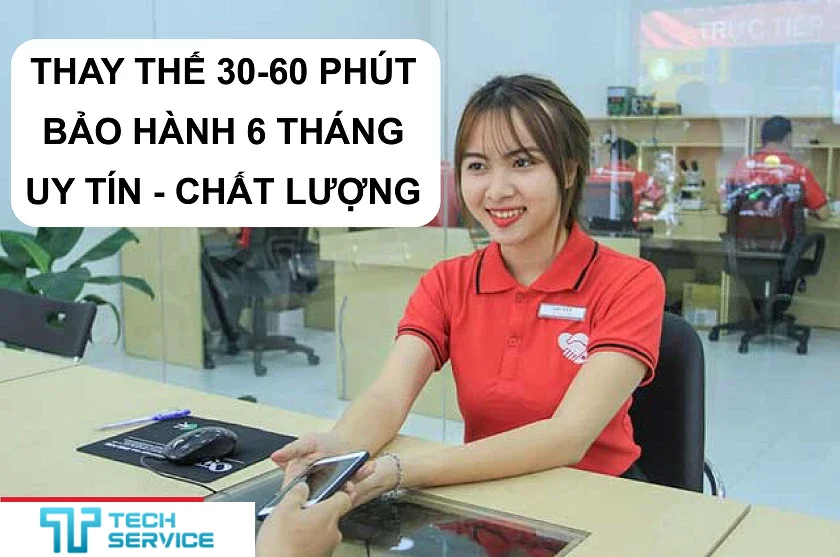 TRỰC TIẾP
THAY THẾ 30-60 PHÚT
BẢO HÀNH 6 THÁNG
UY TÍN - CHẤT LƯỢNG
TECH
SERVICE